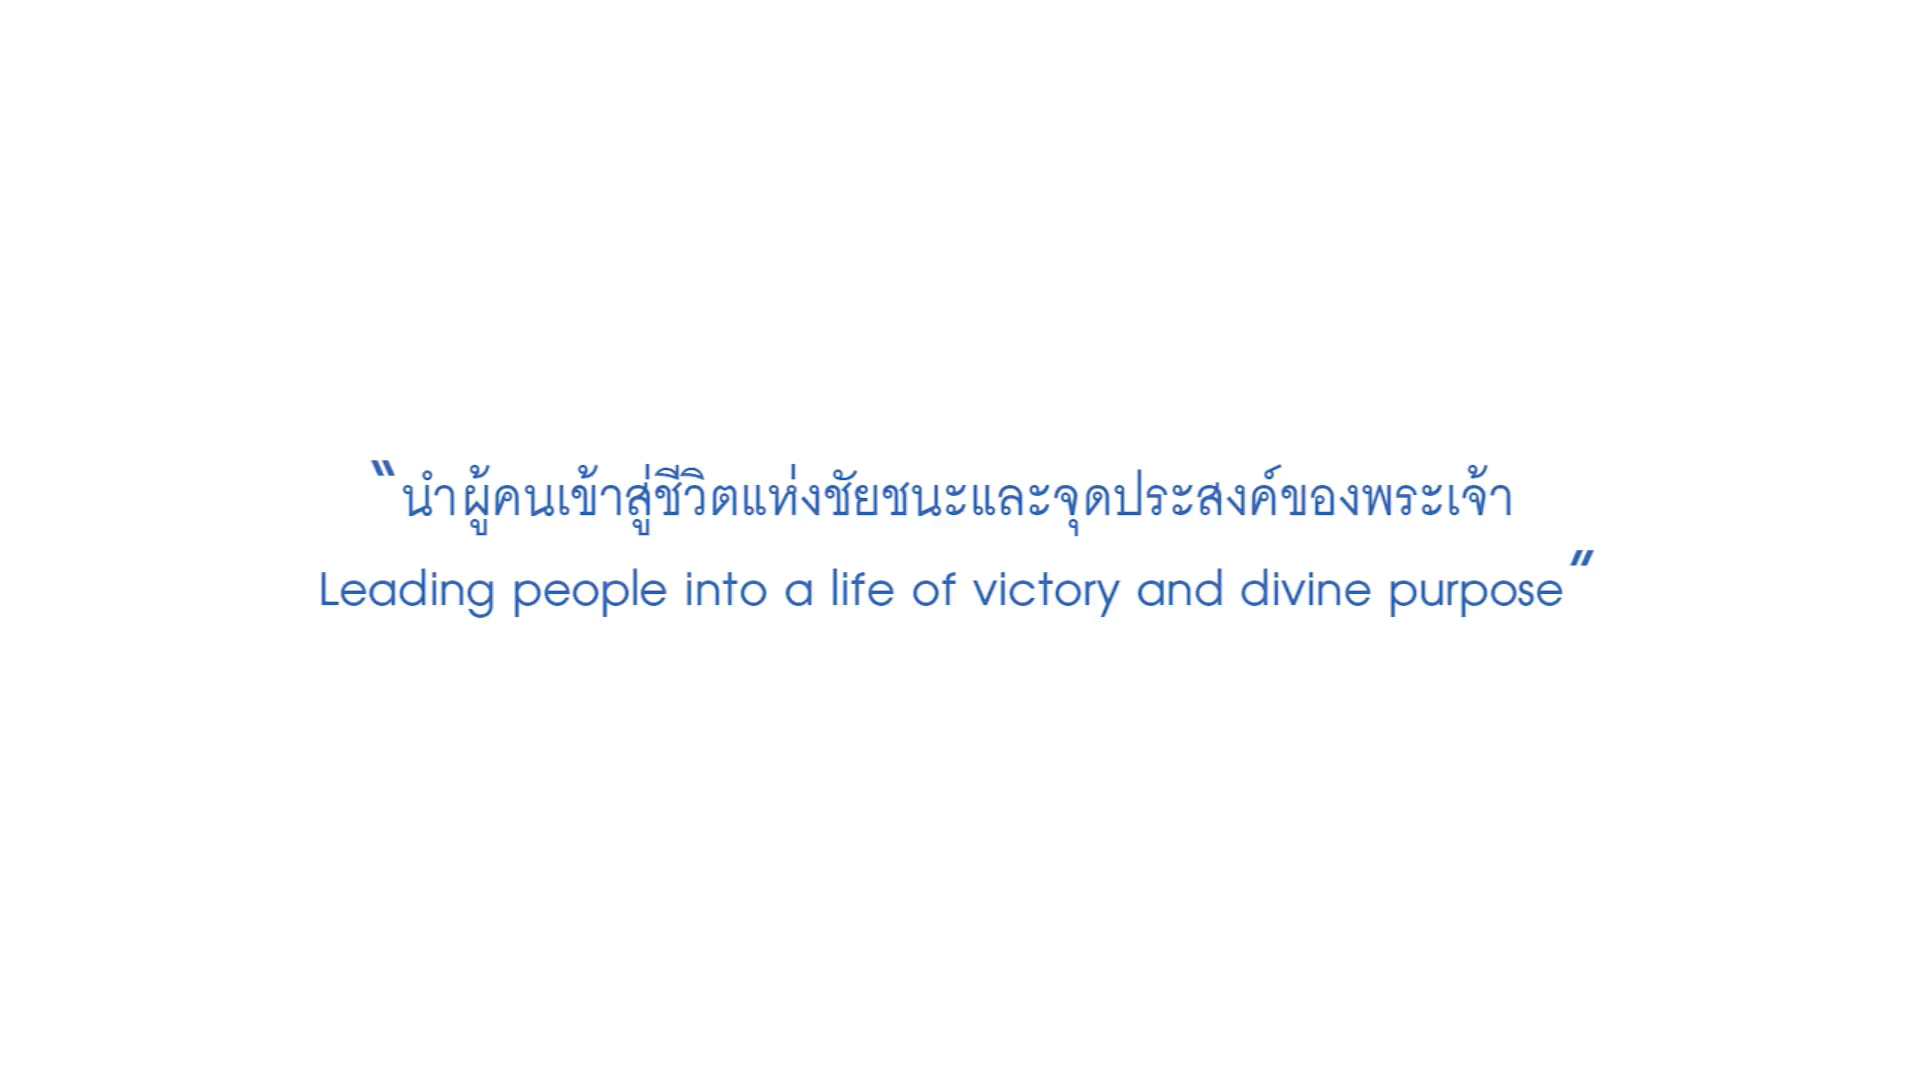 “นำผู้คนเข้าสู่ชีวิตแห่งชัยชนะและจุดประสงค์ของพระเจ้า
Leading people into a life of victory and divine purpose”